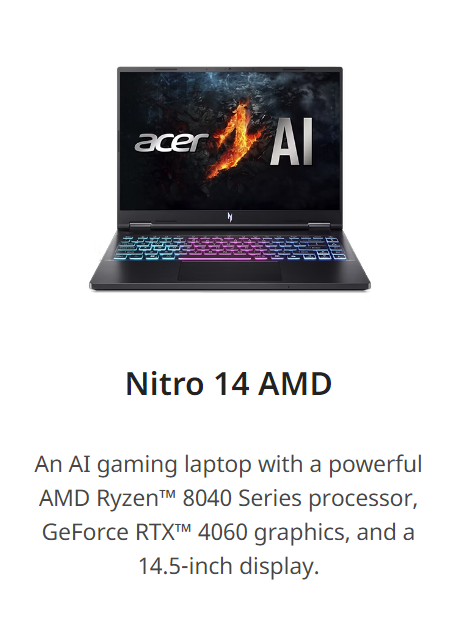 acer AI
Nitro 14 AMD
An AI gaming laptop with a powerful
AMD Ryzen™ 8040 Series processor,
GeForce RTX™ 4060 graphics, and a
14.5-inch display.